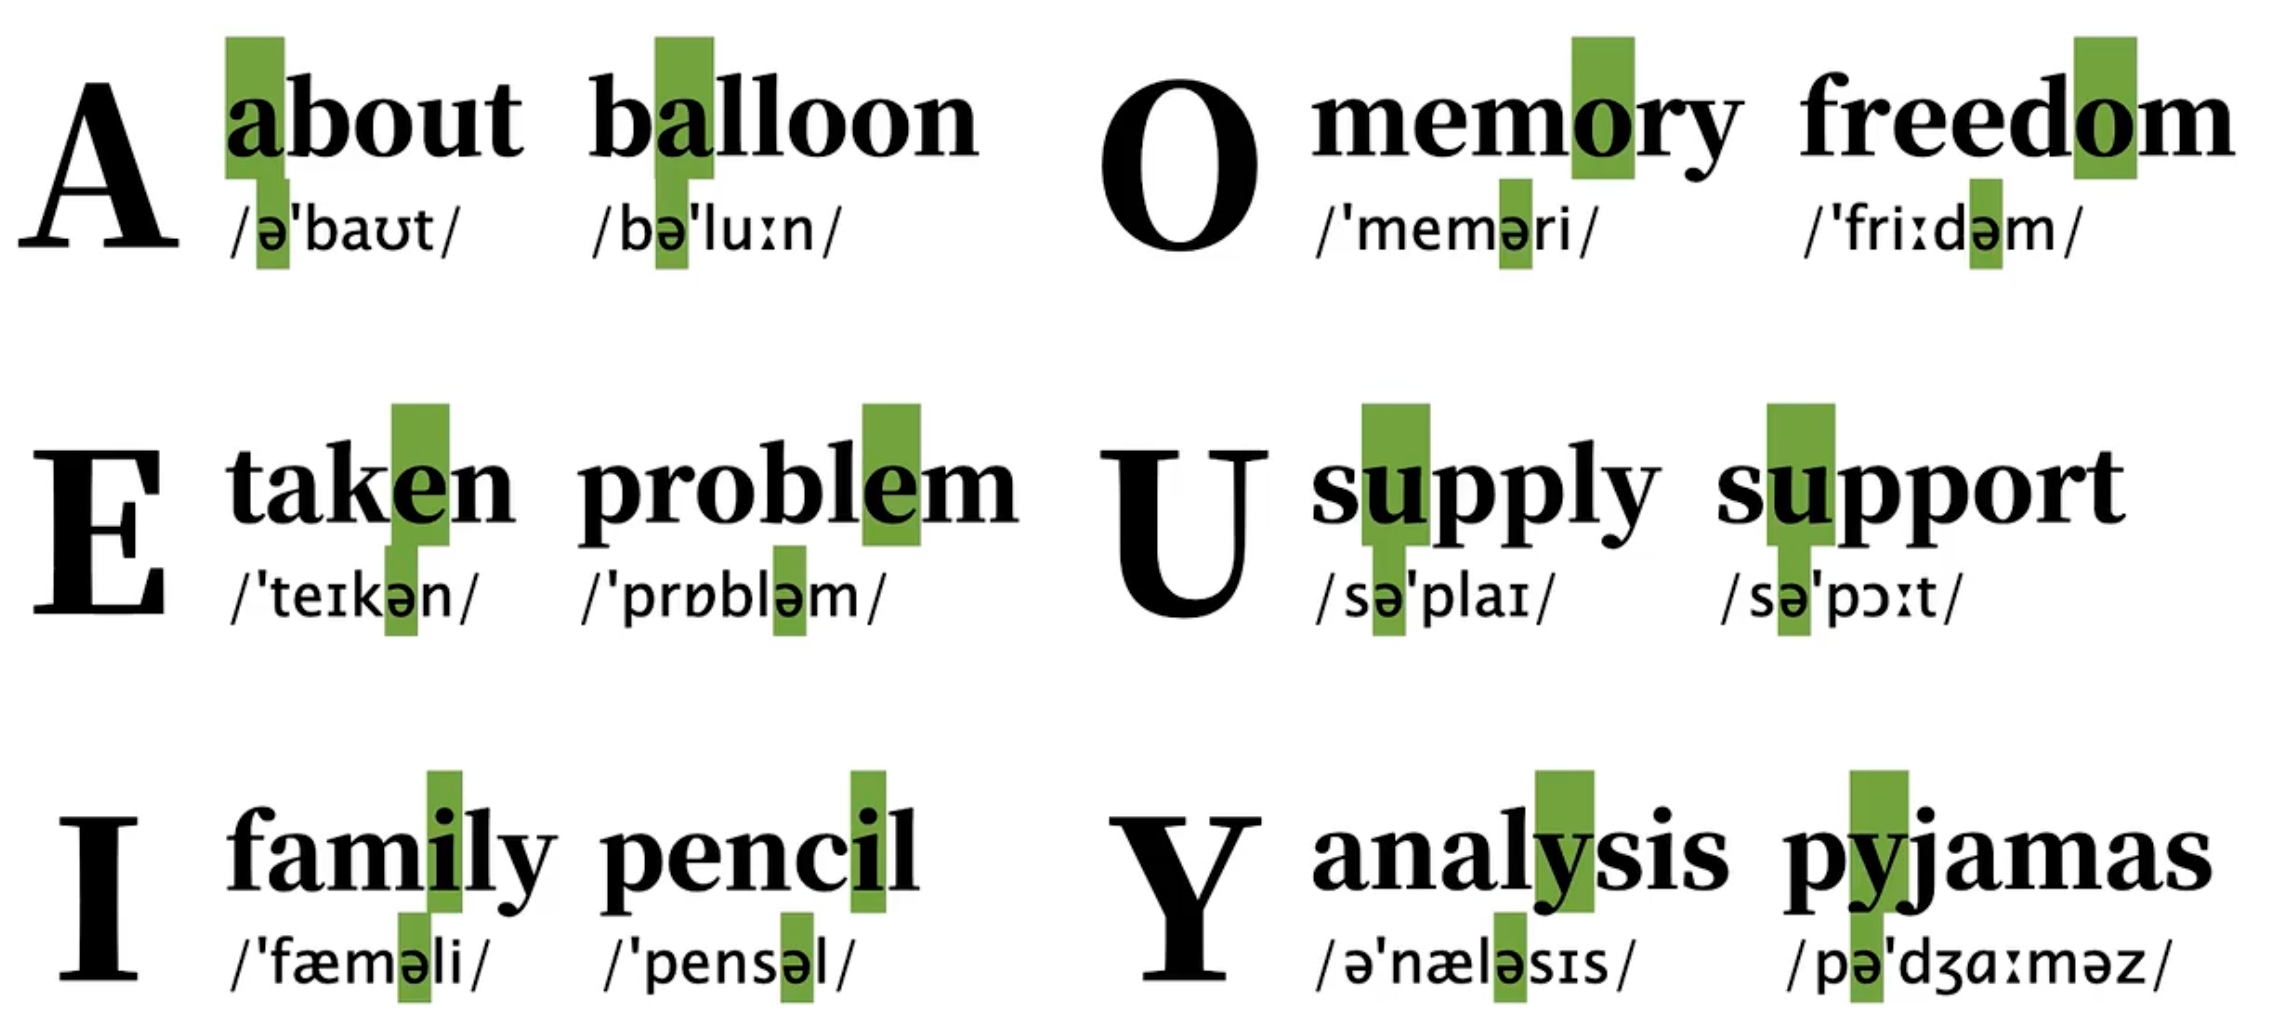 A about balloon
/ə'baʊt/ /bə'luːn/
O memory freedom
/'meməri/ /'friːdəm/
E taken problem
/'teɪkən/ /'prɒbləm/
U supply support
/sə'plaɪ/ /sə'pɔːt/
I family pencil
/'fæməli/ /'pensəl/
Y analysis pyjamas
/ə'næləsɪs/ /pə'dʒɑːməz/